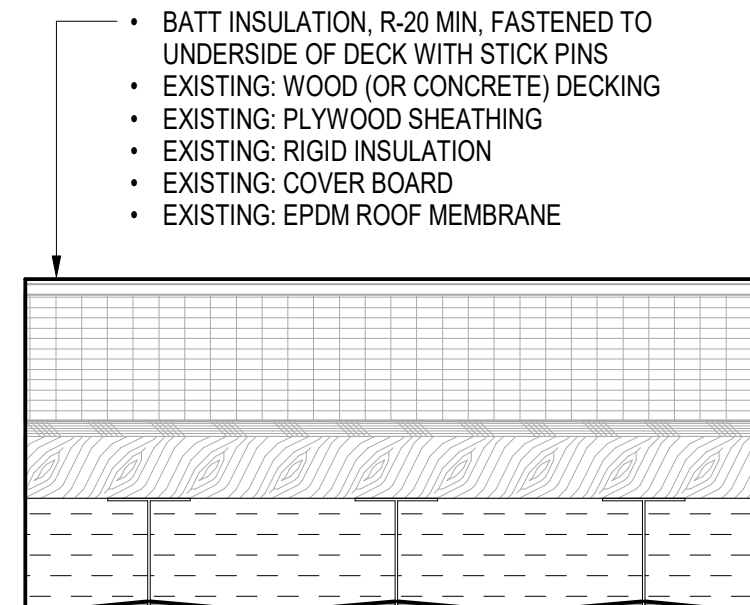 • BATT INSULATION, R-20 MIN, FASTENED TO
UNDERSIDE OF DECK WITH STICK PINS
• EXISTING: WOOD (OR CONCRETE) DECKING
• EXISTING: PLYWOOD SHEATHING
• EXISTING: RIGID INSULATION
• EXISTING: COVER BOARD
• EXISTING: EPDM ROOF MEMBRANE